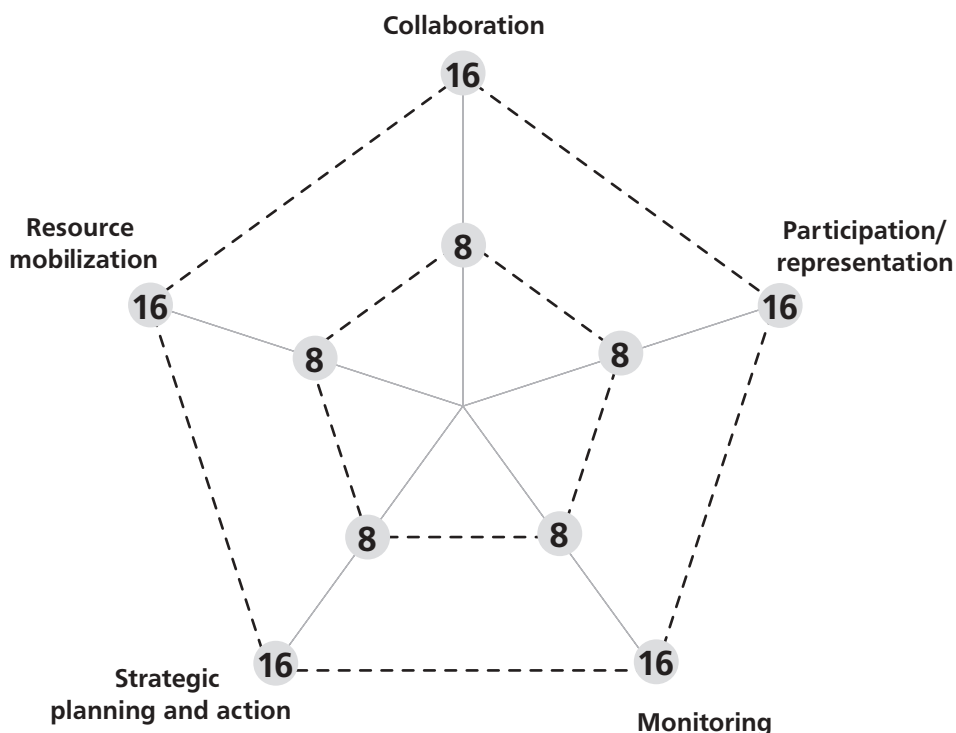 Collaboration
16
Resource
mobilization
Participation/
representation
8
16
16
8
8
8
8
16
16
Strategic
planning and action
Monitoring